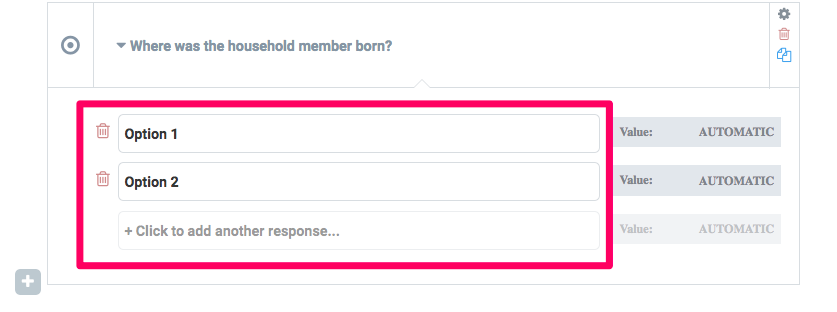 Where was the household member born?
Option 1 Value: AUTOMATIC
Option 2 Value: AUTOMATIC
+ Click to add another response... Value: AUTOMATIC